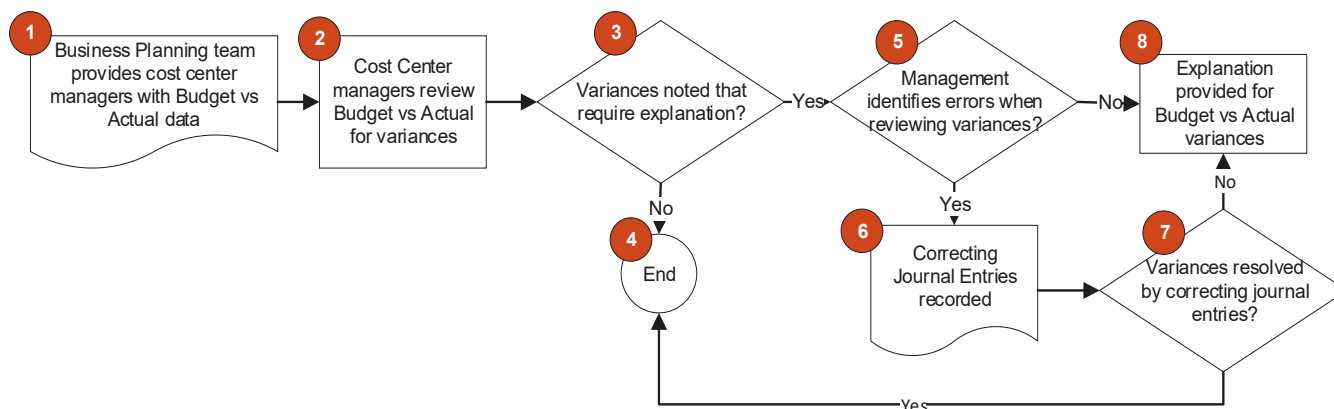 1
Business Planning team
provides cost center
managers with Budget vs
Actual data
2
Cost Center
managers review
Budget vs Actual
for variances
3
Variances noted that
require explanation?
Yes
No
4
End
5
Management
identifies errors when
reviewing variances?
No
Yes
6
Correcting
Journal Entries
recorded
7
Variances resolved
by correcting journal
entries?
No
Yes
8
Explanation
provided for
Budget vs Actual
variances